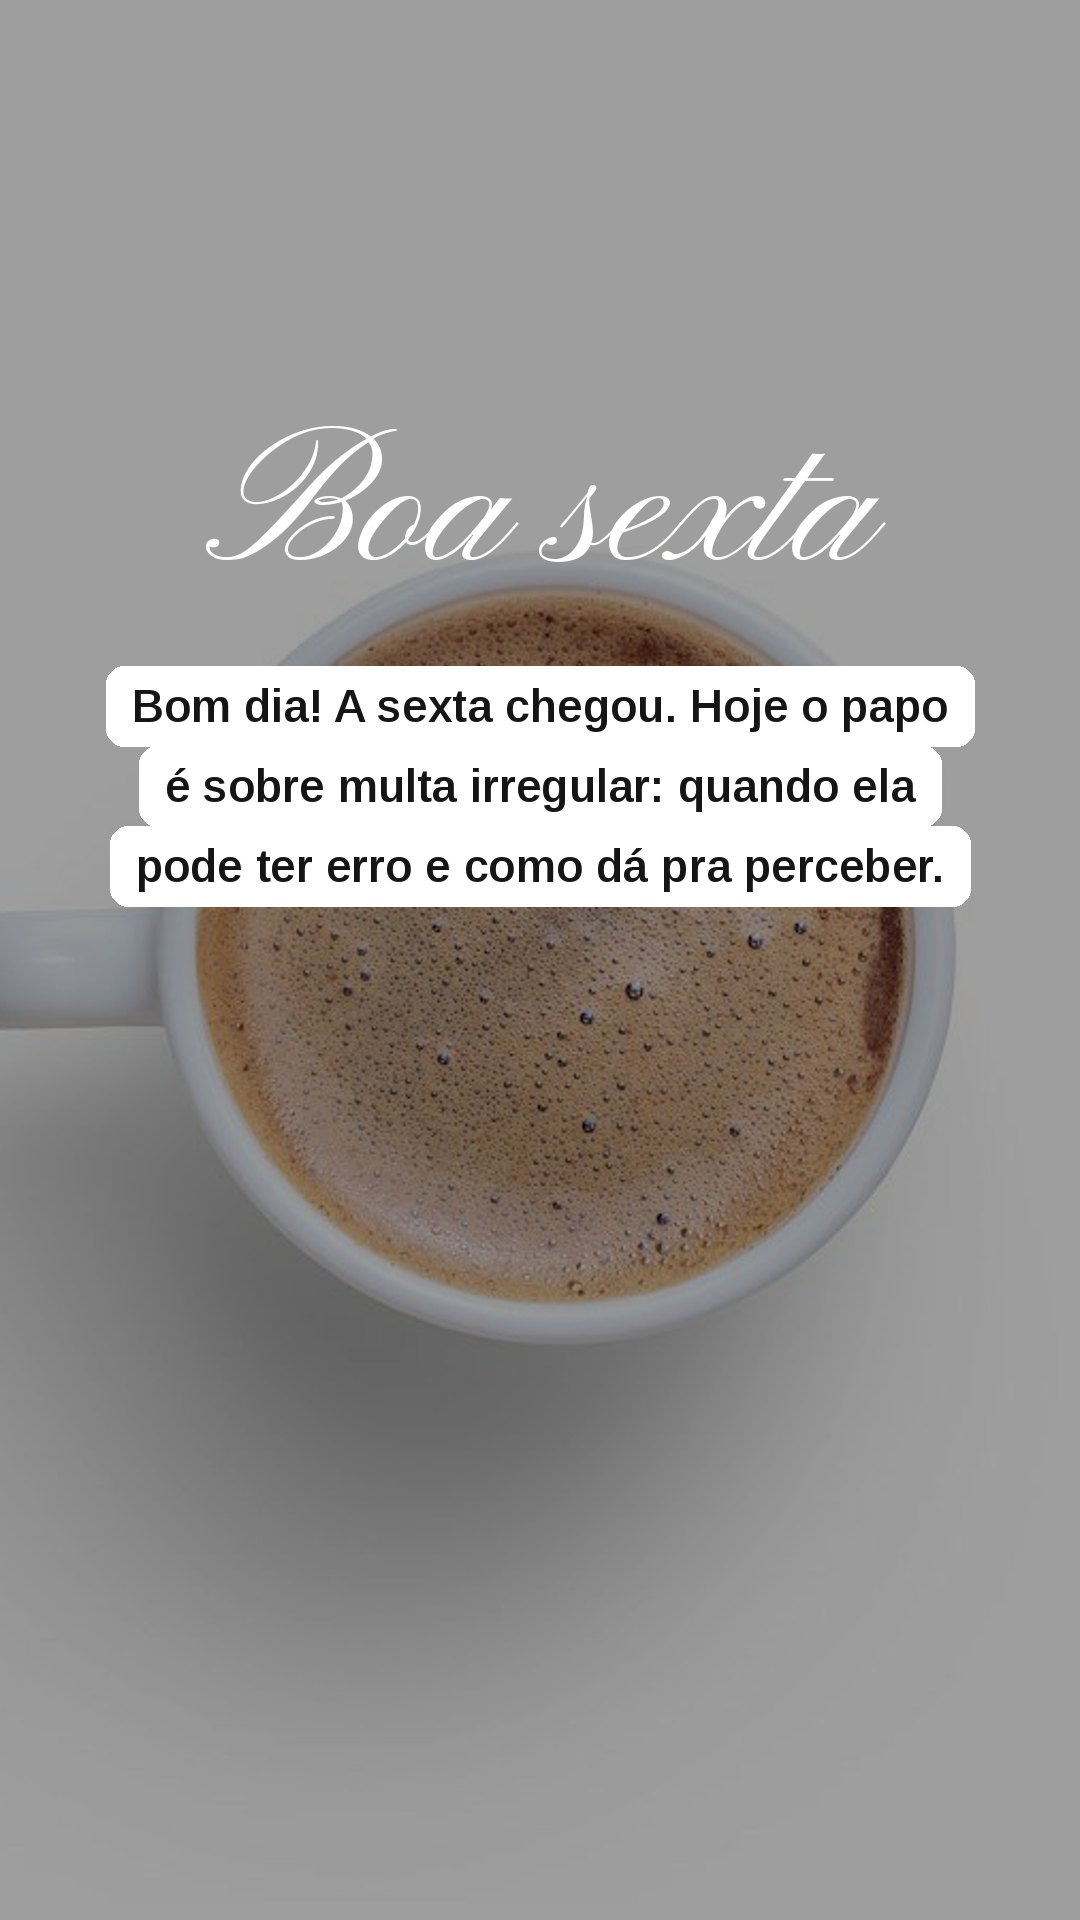 Boa sexta
Bom dia! A sexta chegou. Hoje o papo
é sobre multa irregular: quando ela
pode ter erro e como dá pra perceber.